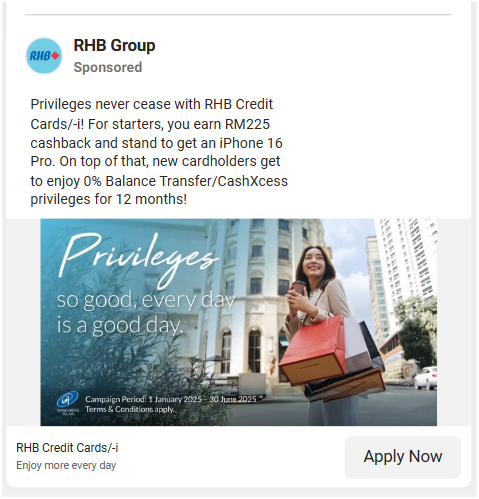 RHB
RHB Group
Sponsored
Privileges never cease with RHB Credit
Cards/-i! For starters, you earn RM225
cashback and stand to get an iPhone 16
Pro. On top of that, new cardholders get
to enjoy 0% Balance Transfer/CashXcess
privileges for 12 months!
Privileges
so good, every day
is a good day.
Campaign Period: 1 January 2025 - 30 June 2025
Terms & Conditions apply.
RHB Credit Cards/-i
Enjoy more every day
Apply Now